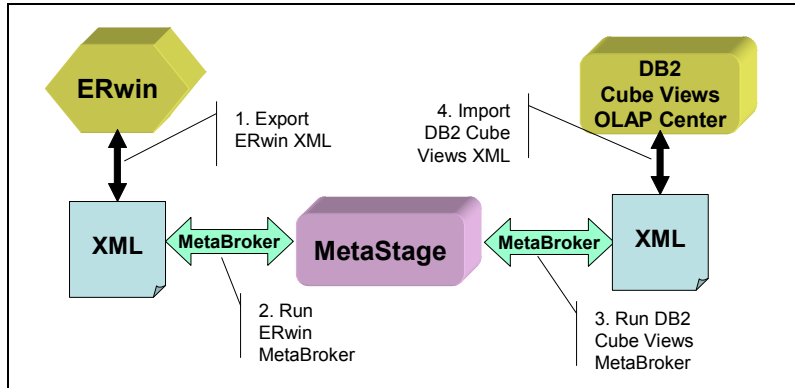 ERwin
DB2
Cube Views
OLAP Center
1. Export
ERwin XML
4. Import
DB2 Cube
Views XML
XML
MetaBroker
MetaStage
MetaBroker
XML
2. Run
ERwin
MetaBroker
3. Run DB2
Cube Views
MetaBroker